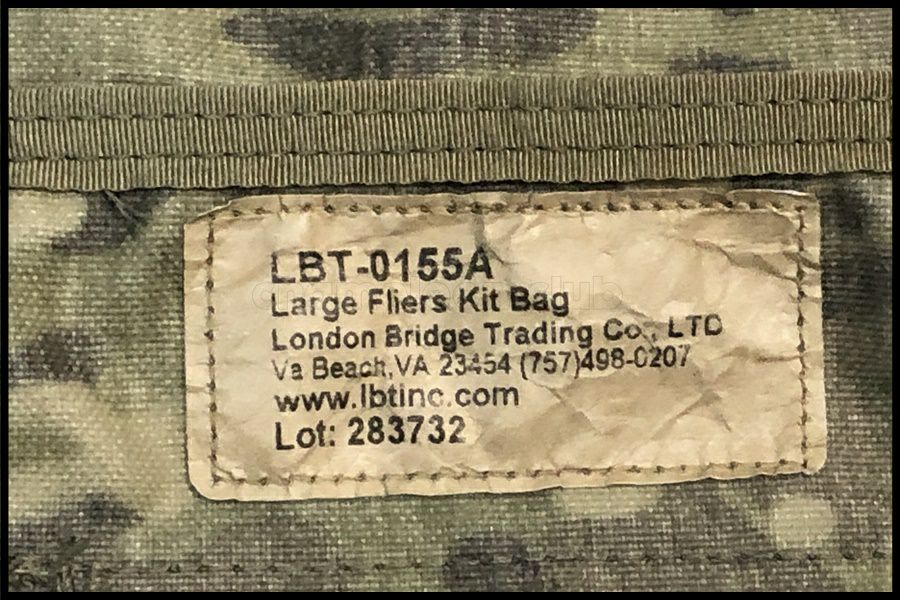 LBT-0155A
Large Fliers Kit Bag
London Bridge Trading Co., LTD
Va Beach,VA 23454 (757)498-0207
www.lbtinc.com
Lot: 283732